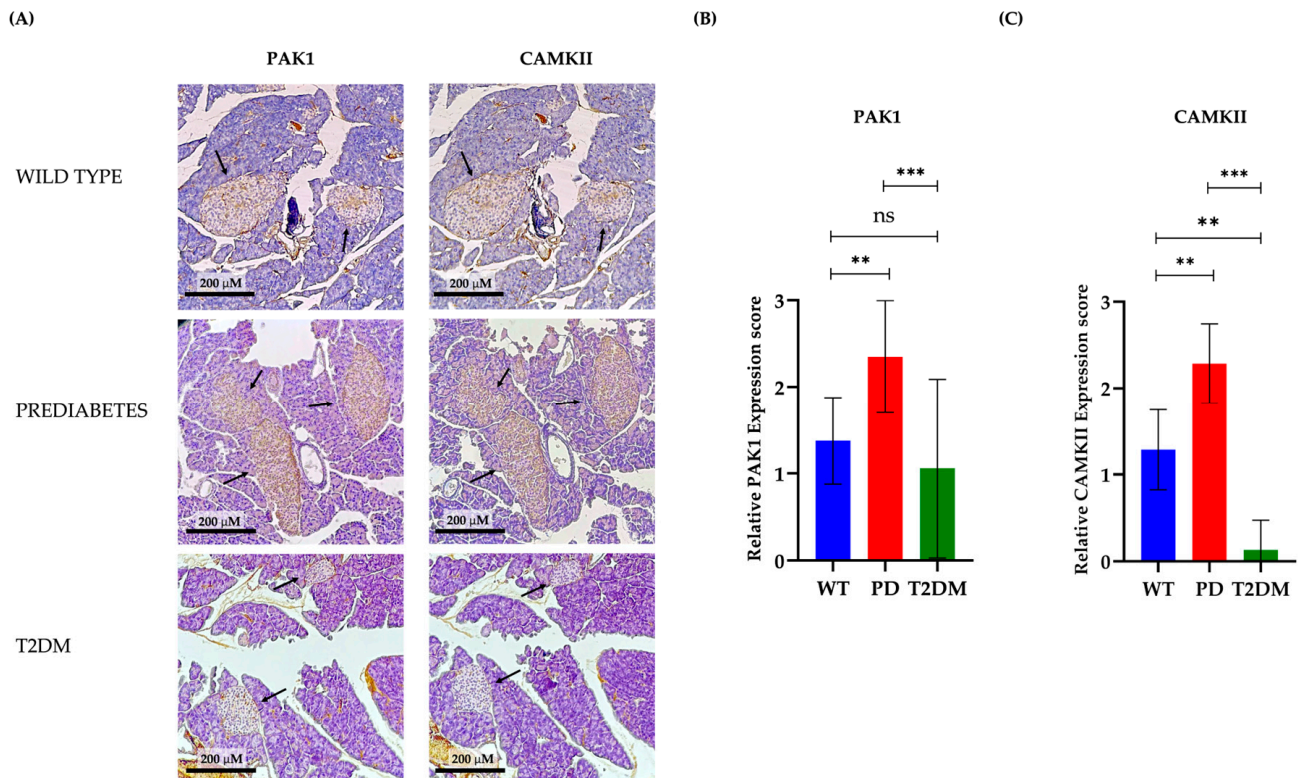 (A)
PAK1 CAMKII
WILD TYPE
200 µM 200 µM
PREDIABETES
200 µM 200 µM
T2DM
200 µM 200 µM
(B)
PAK1
***
ns
**
Relative PAK1 Expression score
3
2
1
0
WT PD T2DM
(C)
CAMKII
***
**
**
Relative CAMKII Expression score
3
2
1
0
WT PD T2DM